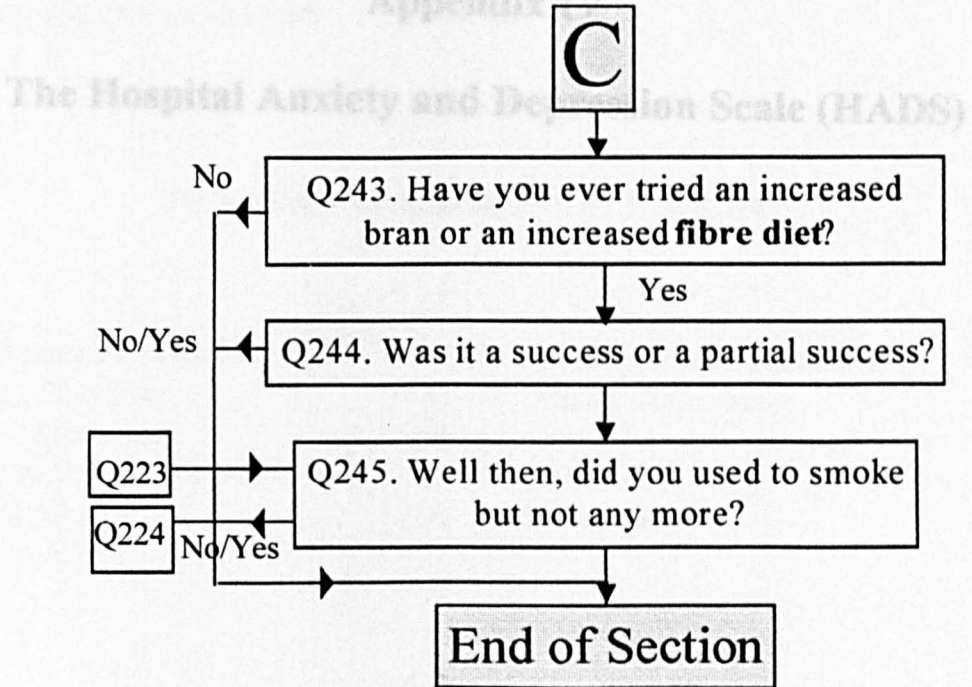 Appendix
The Hospital Anxiety and Depression Scale (HADS)
C
No
Q243. Have you ever tried an increased
bran or an increased fibre diet?
Yes
No/Yes
Q244. Was it a success or a partial success?
Q223
Q245. Well then, did you used to smoke
but not any more?
Q224
No/Yes
End of Section